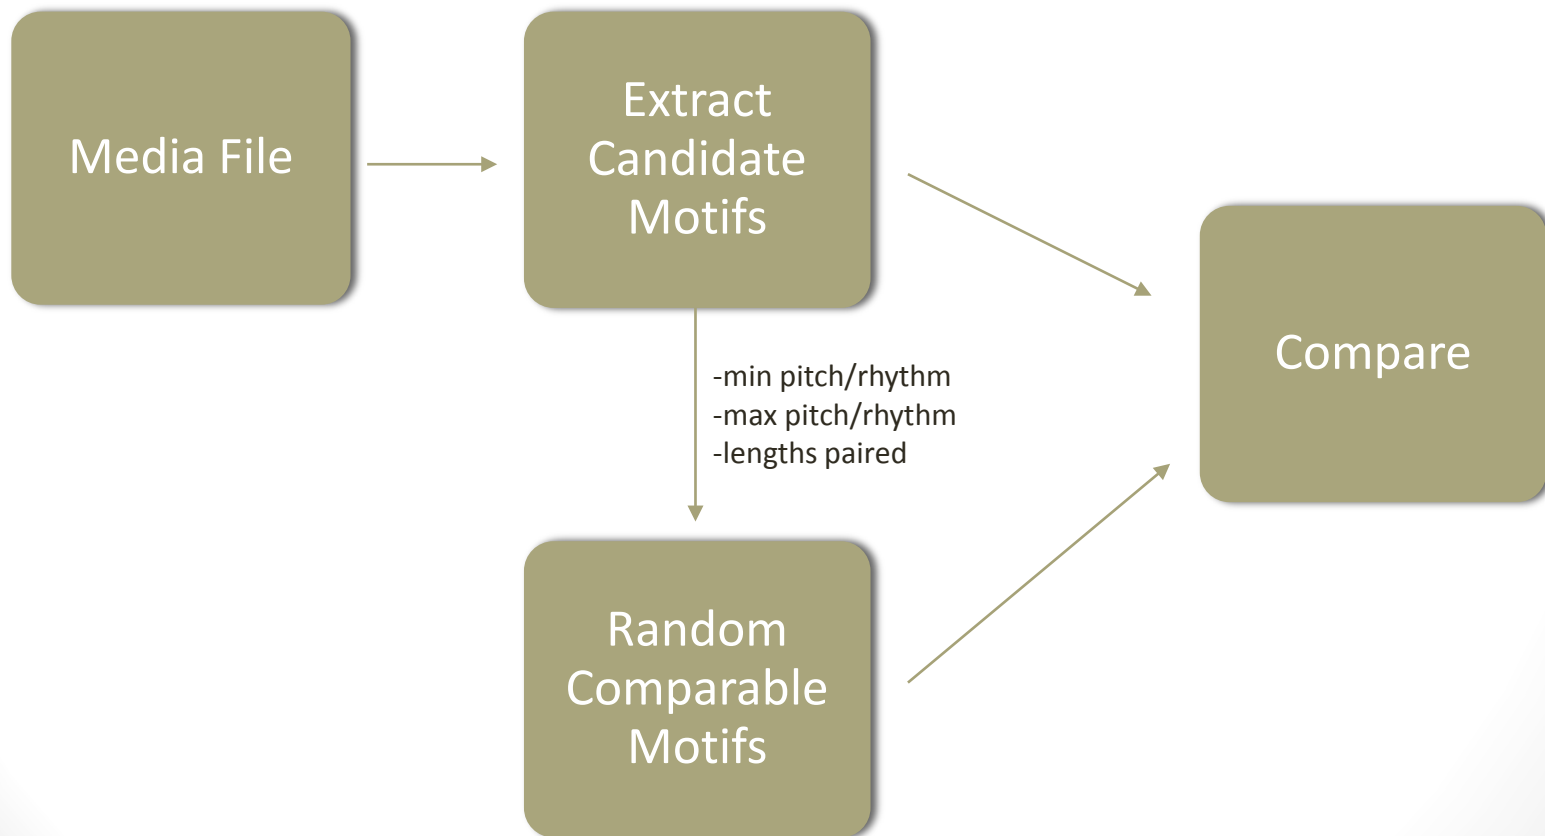 Media File
Extract
Candidate
Motifs
-min pitch/rhythm
-max pitch/rhythm
-lengths paired
Compare
Random
Comparable
Motifs